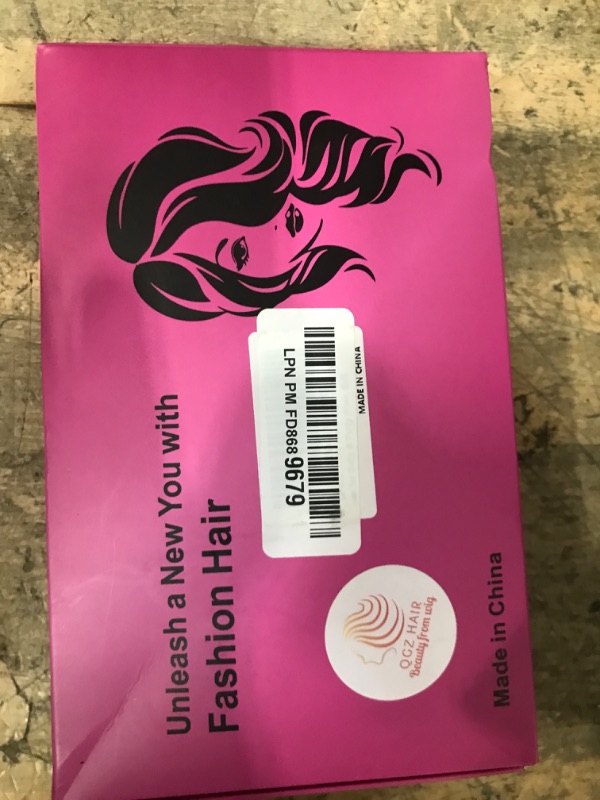 Unleash a New You with
Fashion Hair
MADE IN CHINA
LPN PM FD8689679
QGZ HAIR
Beauty from wig
Made in China